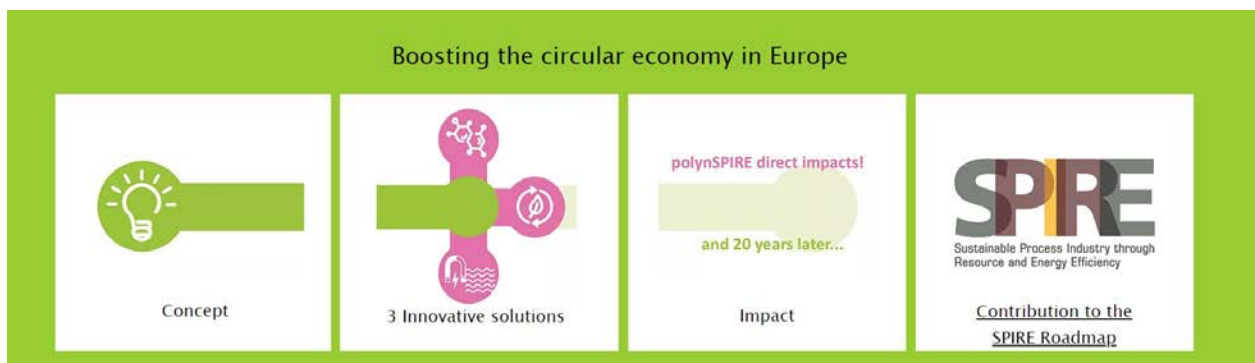 Boosting the circular economy in Europe
Concept
3 Innovative solutions
polynSPIRE direct impacts!
and 20 years later...
Impact
SPIRE
Sustainable Process Industry through
Resource and Energy Efficiency
Contribution to the
SPIRE Roadmap